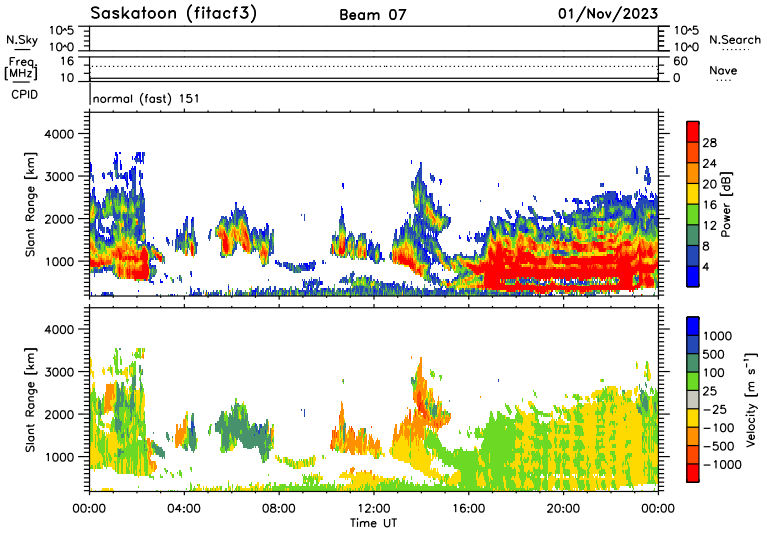 Saskatoon (fitacf3) Beam 07 01/Nov/2023
N.Sky 10^5 10^5 N.Search
10^0 10^0
Freq. [MHz] 16 60 Nave
10 0
CPID normal (fast) 151
Slant Range [km]
4000
3000
2000
1000
Power [dB]
28
24
20
16
12
8
4
Slant Range [km]
4000
3000
2000
1000
Velocity [m s⁻¹]
1000
500
100
25
−25
−100
−500
−1000
00:00 04:00 08:00 12:00 16:00 20:00 00:00
Time UT